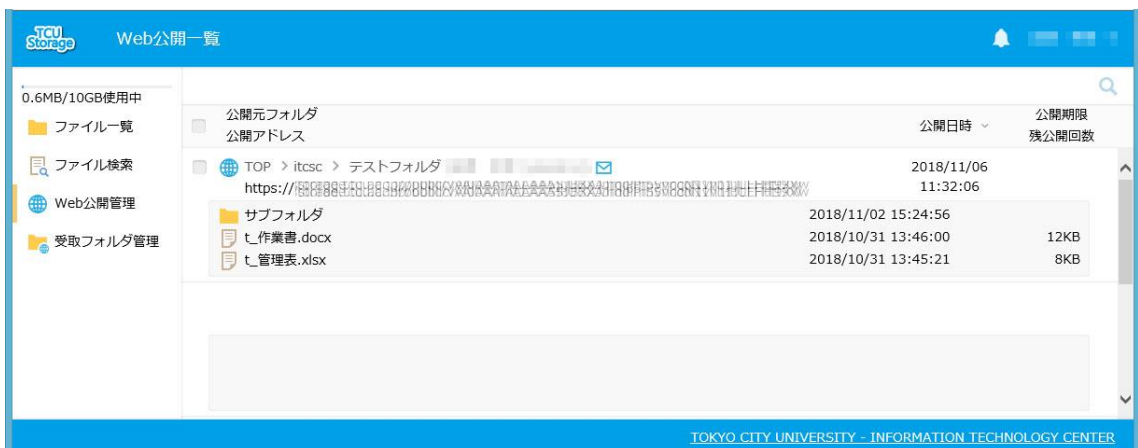 TCU
Storage
Web公開一覧
0.6MB/10GB使用中
ファイル一覧
ファイル検索
Web公開管理
受取フォルダ管理
公開元フォルダ
公開アドレス
公開日時
公開期限
残公開回数
TOP > itcsc > テストフォルダ
2018/11/06
11:32:06
https://
サブフォルダ 2018/11/02 15:24:56
t_作業書.docx 2018/10/31 13:46:00 12KB
t_管理表.xlsx 2018/10/31 13:45:21 8KB
TOKYO CITY UNIVERSITY - INFORMATION TECHNOLOGY CENTER